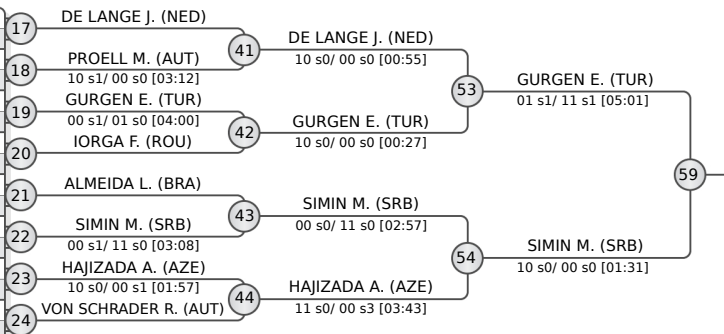 17
DE LANGE J. (NED)
18
PROELL M. (AUT)
10 s1/ 00 s0 [03:12]
19
GURGEN E. (TUR)
00 s1/ 01 s0 [04:00]
20
IORGA F. (ROU)
21
ALMEIDA L. (BRA)
22
SIMIN M. (SRB)
00 s1/ 11 s0 [03:08]
23
HAJIZADA A. (AZE)
10 s0/ 00 s1 [01:57]
24
VON SCHRADER R. (AUT)
41
DE LANGE J. (NED)
10 s0/ 00 s0 [00:55]
42
GURGEN E. (TUR)
10 s0/ 00 s0 [00:27]
43
SIMIN M. (SRB)
00 s0/ 11 s0 [02:57]
44
HAJIZADA A. (AZE)
11 s0/ 00 s3 [03:43]
53
GURGEN E. (TUR)
01 s1/ 11 s1 [05:01]
54
SIMIN M. (SRB)
10 s0/ 00 s0 [01:31]
59